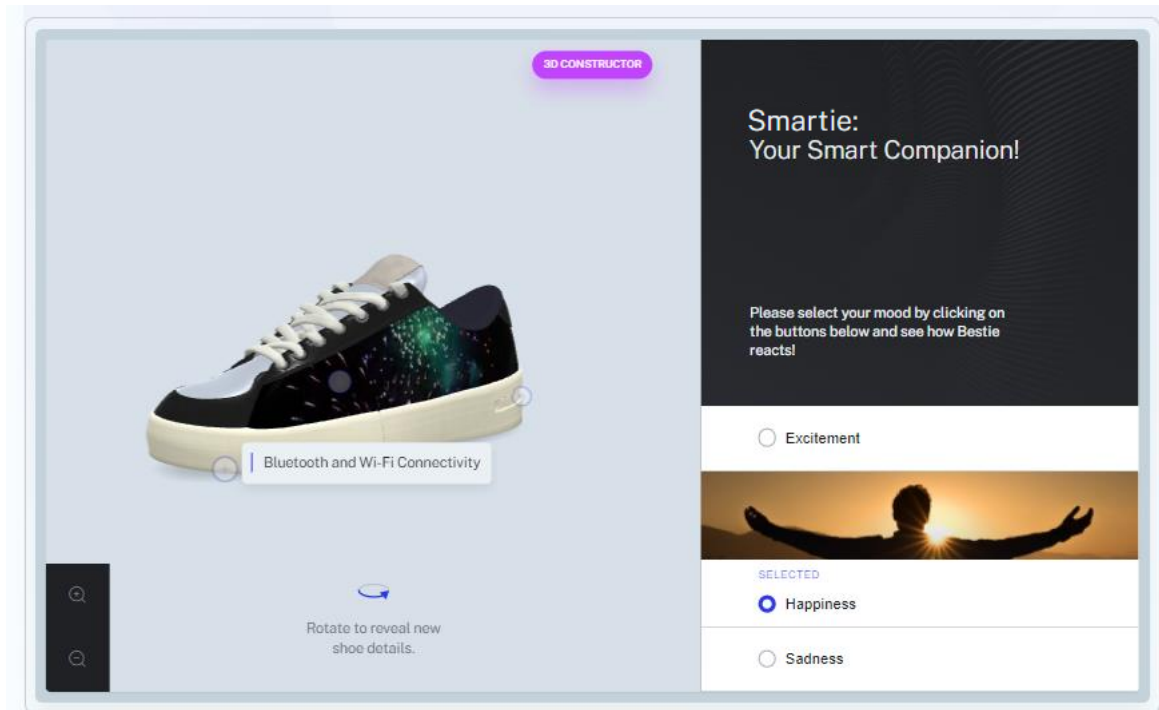 3D CONSTRUCTOR
Bluetooth and Wi-Fi Connectivity
Rotate to reveal new
shoe details.
Smartie:
Your Smart Companion!
Please select your mood by clicking on
the buttons below and see how Bestie
reacts!
Excitement
SELECTED
Happiness
Sadness